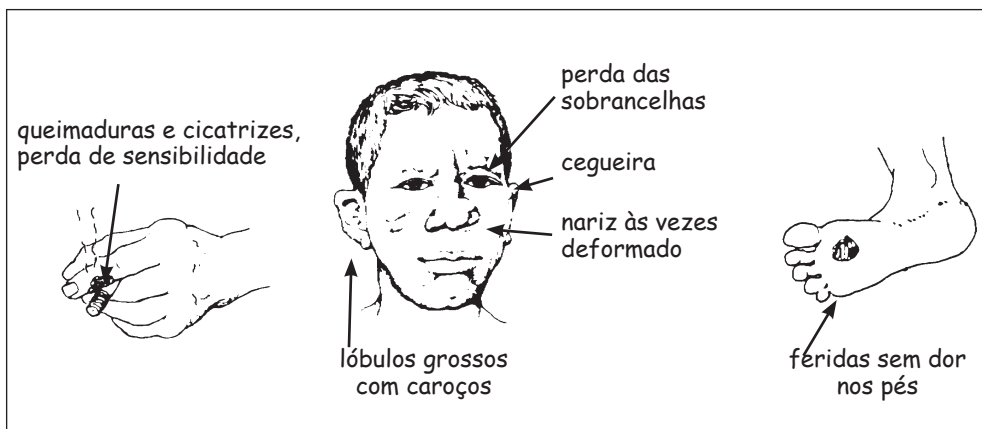 queimaduras e cicatrizes,
perda de sensibilidade
perda das
sobrancelhas
cegueira
nariz às vezes
deformado
lóbulos grossos
com caroços
feridas sem dor
nos pés